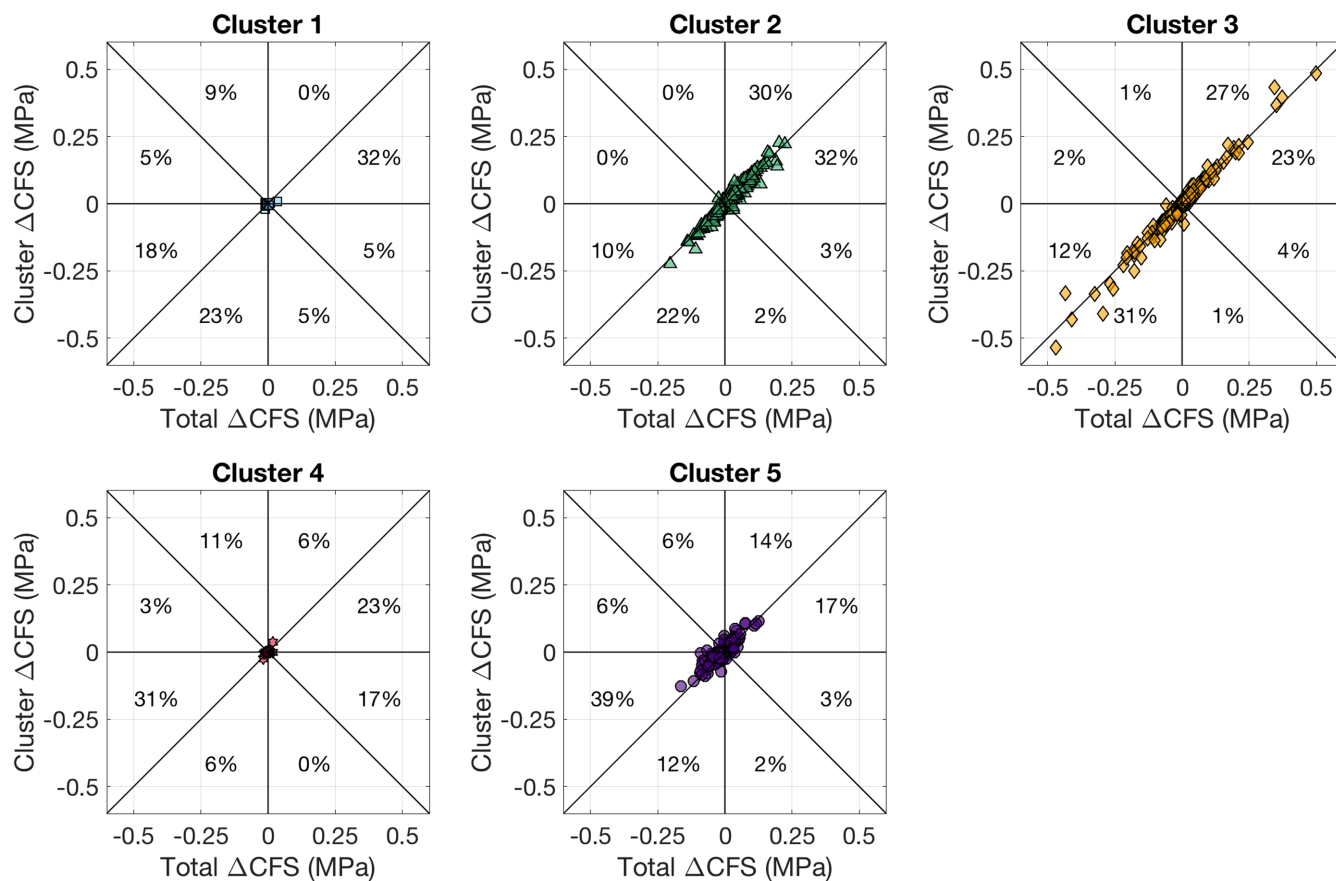 Cluster 1
Cluster ΔCFS (MPa)
0.5
0.25
0
-0.25
-0.5
9% 0%
5% 32%
18% 5%
23% 5%
-0.5 -0.25 0 0.25 0.5
Total ΔCFS (MPa)
Cluster 2
Cluster ΔCFS (MPa)
0.5
0.25
0
-0.25
-0.5
0% 30%
0% 32%
10% 3%
22% 2%
-0.5 -0.25 0 0.25 0.5
Total ΔCFS (MPa)
Cluster 3
Cluster ΔCFS (MPa)
0.5
0.25
0
-0.25
-0.5
1% 27%
2% 23%
12% 4%
31% 1%
-0.5 -0.25 0 0.25 0.5
Total ΔCFS (MPa)
Cluster 4
Cluster ΔCFS (MPa)
0.5
0.25
0
-0.25
-0.5
11% 6%
3% 23%
31% 17%
6% 0%
-0.5 -0.25 0 0.25 0.5
Total ΔCFS (MPa)
Cluster 5
Cluster ΔCFS (MPa)
0.5
0.25
0
-0.25
-0.5
6% 14%
6% 17%
39% 3%
12% 2%
-0.5 -0.25 0 0.25 0.5
Total ΔCFS (MPa)